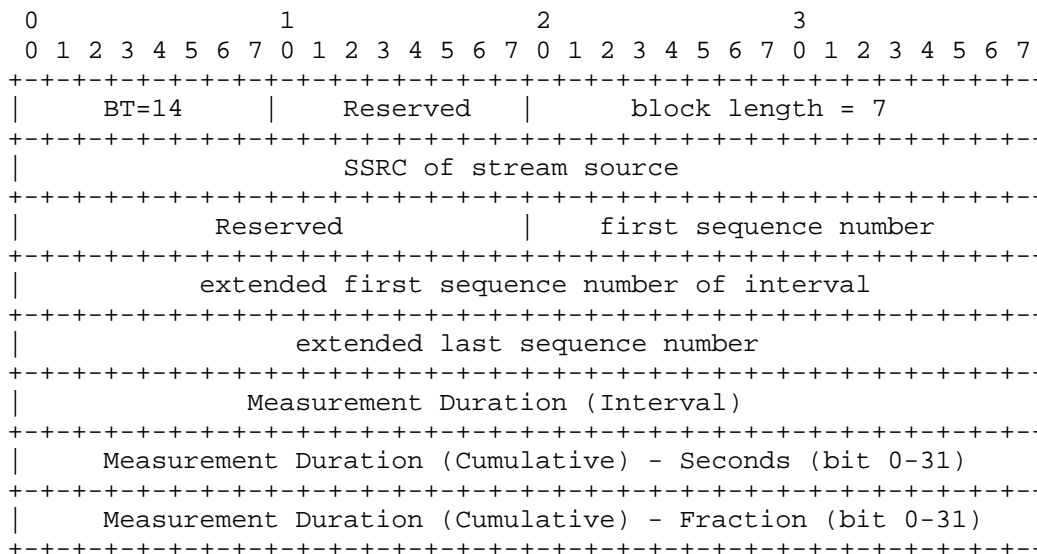 0                   1                   2                   3
0 1 2 3 4 5 6 7 0 1 2 3 4 5 6 7 0 1 2 3 4 5 6 7 0 1 2 3 4 5 6 7
+-+-+-+-+-+-+-+-+-+-+-+-+-+-+-+-+-+-+-+-+-+-+-+-+-+-+-+-+-+-+-+--
|     BT=14      |    Reserved   |      block length = 7
+-+-+-+-+-+-+-+-+-+-+-+-+-+-+-+-+-+-+-+-+-+-+-+-+-+-+-+-+-+-+-+--
|                    SSRC of stream source
+-+-+-+-+-+-+-+-+-+-+-+-+-+-+-+-+-+-+-+-+-+-+-+-+-+-+-+-+-+-+-+--
|            Reserved            |    first sequence number
+-+-+-+-+-+-+-+-+-+-+-+-+-+-+-+-+-+-+-+-+-+-+-+-+-+-+-+-+-+-+-+--
|           extended first sequence number of interval
+-+-+-+-+-+-+-+-+-+-+-+-+-+-+-+-+-+-+-+-+-+-+-+-+-+-+-+-+-+-+-+--
|                 extended last sequence number
+-+-+-+-+-+-+-+-+-+-+-+-+-+-+-+-+-+-+-+-+-+-+-+-+-+-+-+-+-+-+-+--
|              Measurement Duration (Interval)
+-+-+-+-+-+-+-+-+-+-+-+-+-+-+-+-+-+-+-+-+-+-+-+-+-+-+-+-+-+-+-+--
|     Measurement Duration (Cumulative) - Seconds (bit 0-31)
+-+-+-+-+-+-+-+-+-+-+-+-+-+-+-+-+-+-+-+-+-+-+-+-+-+-+-+-+-+-+-+--
|     Measurement Duration (Cumulative) - Fraction (bit 0-31)
+-+-+-+-+-+-+-+-+-+-+-+-+-+-+-+-+-+-+-+-+-+-+-+-+-+-+-+-+-+-+-+--